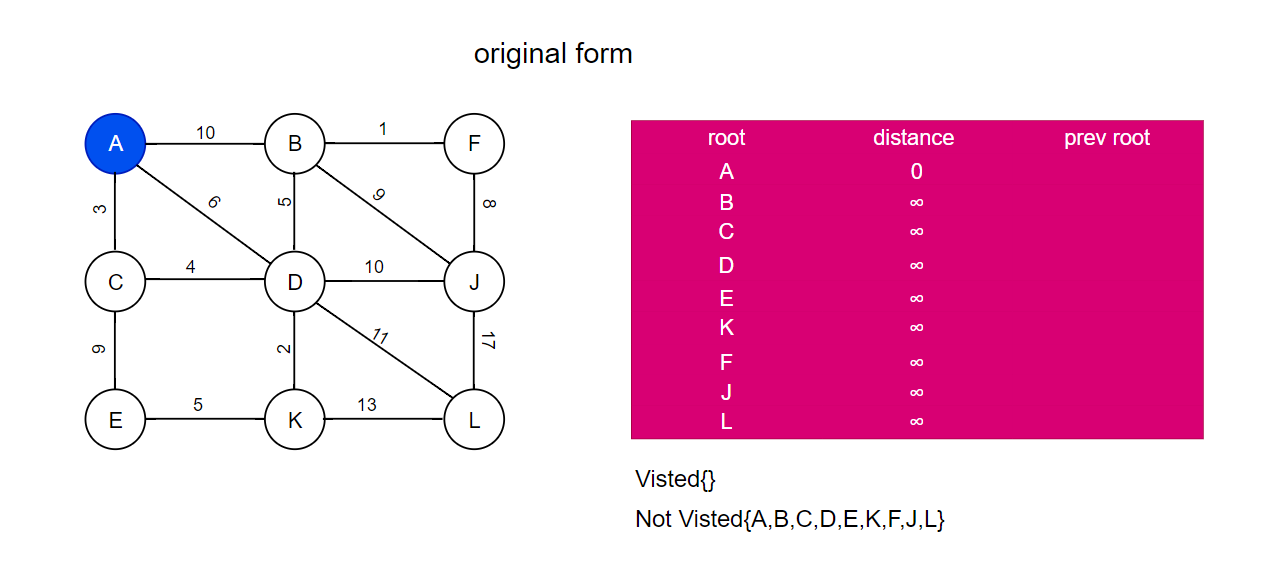 original form
A 10 B 1 F
3 6 5 9 8
C 4 D 10 J
9 2 11 17
E 5 K 13 L
root distance prev root
A 0
B ∞
C ∞
D ∞
E ∞
K ∞
F ∞
J ∞
L ∞
Visted{}
Not Visted{A,B,C,D,E,K,F,J,L}